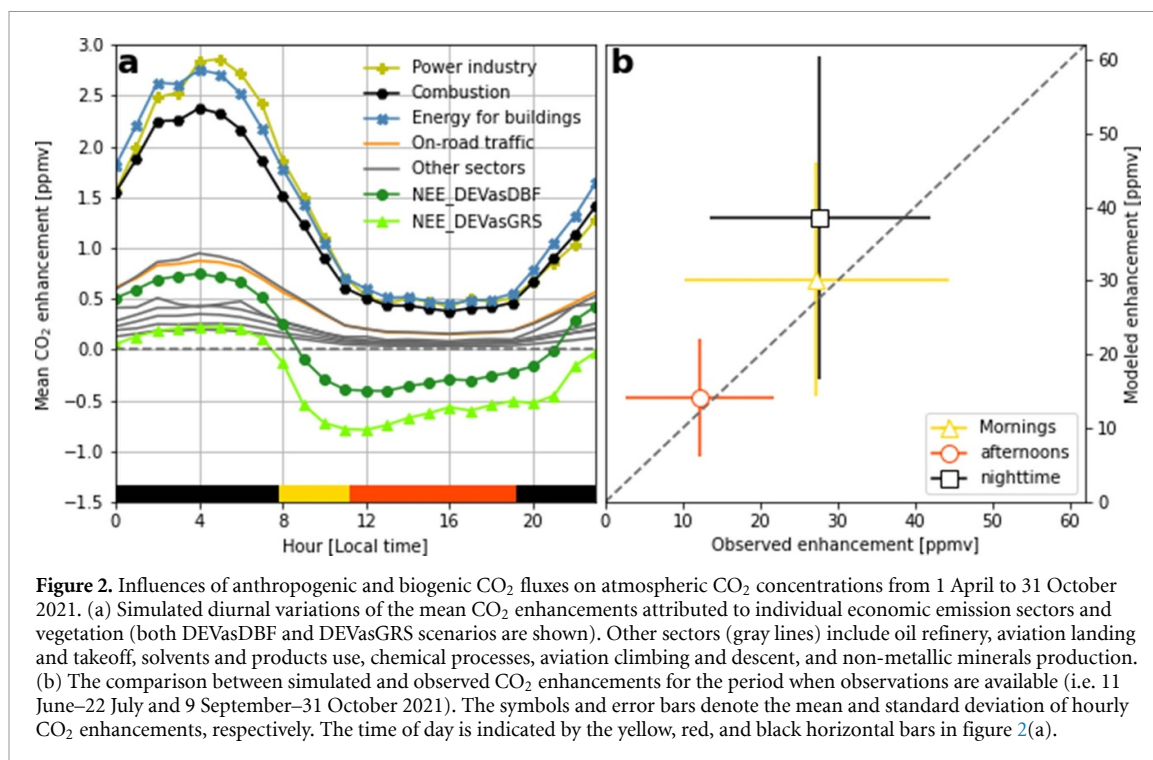 a
3.0
2.5
2.0
1.5
1.0
0.5
0.0
−0.5
−1.0
−1.5
Mean CO₂ enhancement [ppmv]
Power industry
Combustion
Energy for buildings
On-road traffic
Other sectors
NEE_DEVasDBF
NEE_DEVasGRS
0 4 8 12 16 20
Hour [Local time]
b
60
50
40
30
20
10
0
Modeled enhancement [ppmv]
Mornings
afternoons
nighttime
0 10 20 30 40 50 60
Observed enhancement [ppmv]
Figure 2. Influences of anthropogenic and biogenic CO₂ fluxes on atmospheric CO₂ concentrations from 1 April to 31 October
2021. (a) Simulated diurnal variations of the mean CO₂ enhancements attributed to individual economic emission sectors and
vegetation (both DEVasDBF and DEVasGRS scenarios are shown). Other sectors (gray lines) include oil refinery, aviation landing
and takeoff, solvents and products use, chemical processes, aviation climbing and descent, and non-metallic minerals production.
(b) The comparison between simulated and observed CO₂ enhancements for the period when observations are available (i.e. 11
June–22 July and 9 September–31 October 2021). The symbols and error bars denote the mean and standard deviation of hourly
CO₂ enhancements, respectively. The time of day is indicated by the yellow, red, and black horizontal bars in figure 2(a).